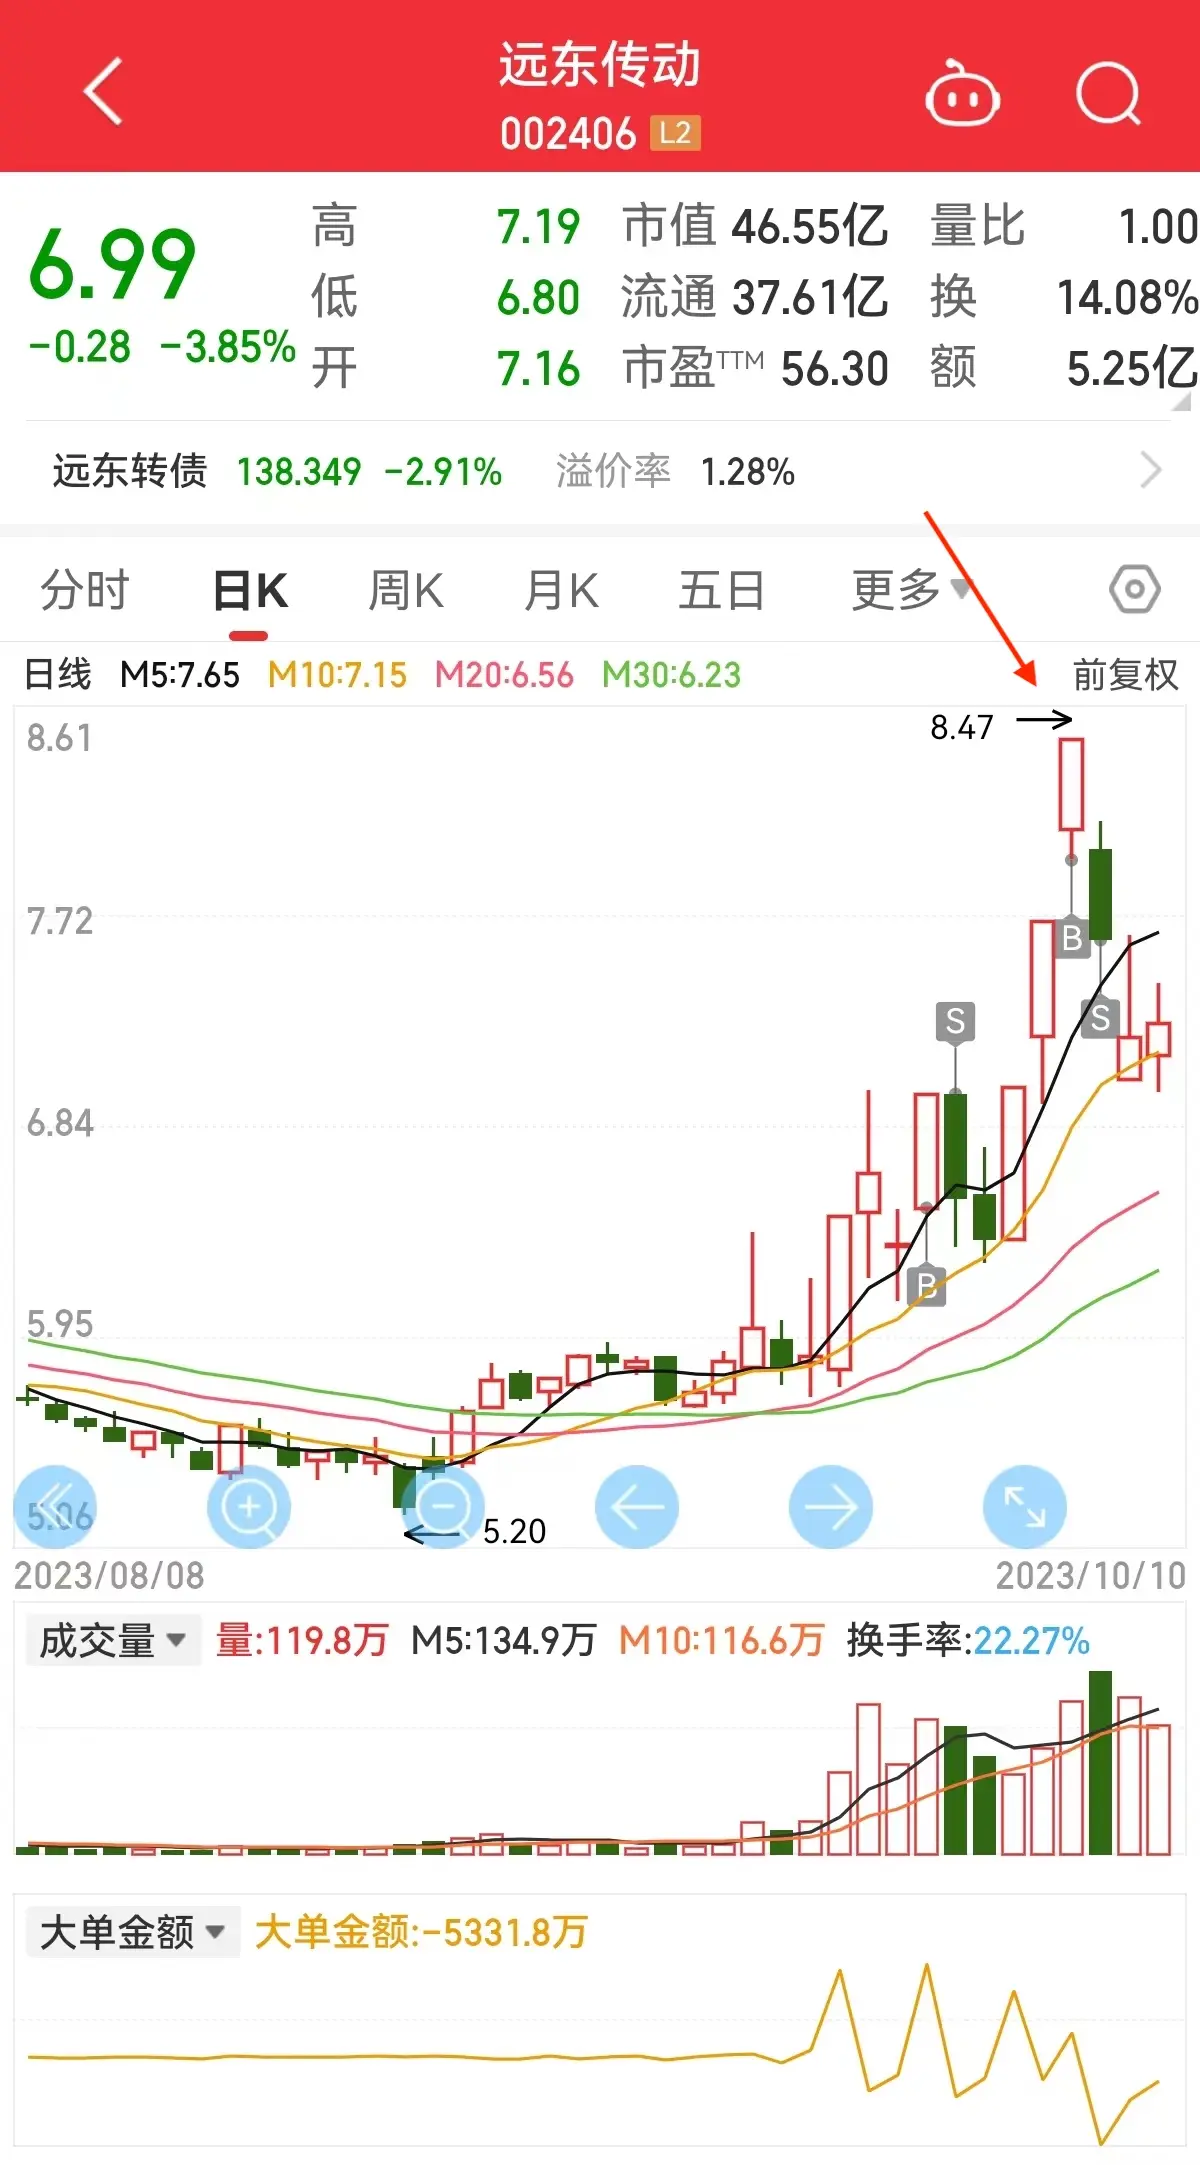 远东传动
002406 L2
6.99
-0.28 -3.85%
高 7.19 市值 46.55亿 量比 1.00
低 6.80 流通 37.61亿 换 14.08%
开 7.16 市盈TTM 56.30 额 5.25亿
远东转债 138.349 -2.91% 溢价率 1.28%
分时 日K 周K 月K 五日 更多
日线 M5:7.65 M10:7.15 M20:6.56 M30:6.23 前复权
8.47
8.61
7.72
B
S
S
6.84
B
5.95
5.06
5.20
2023/08/08 2023/10/10
成交量 量:119.8万 M5:134.9万 M10:116.6万 换手率:22.27%
大单金额 大单金额:-5331.8万